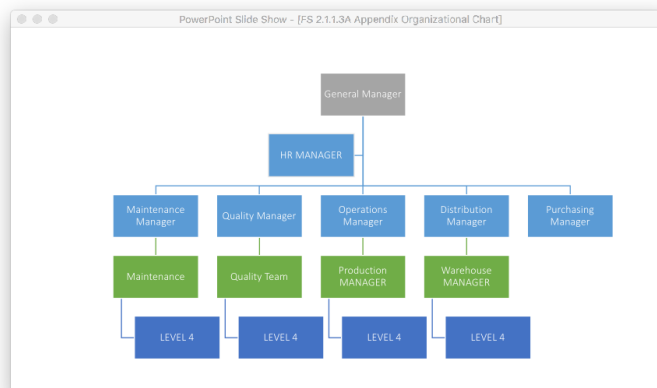 PowerPoint Slide Show - [FS 2.1.1.3A Appendix Organizational Chart]
General Manager
HR MANAGER
Maintenance
Manager
Quality Manager
Operations
Manager
Distribution
Manager
Purchasing
Manager
Maintenance
Quality Team
Production
MANAGER
Warehouse
MANAGER
LEVEL 4
LEVEL 4
LEVEL 4
LEVEL 4